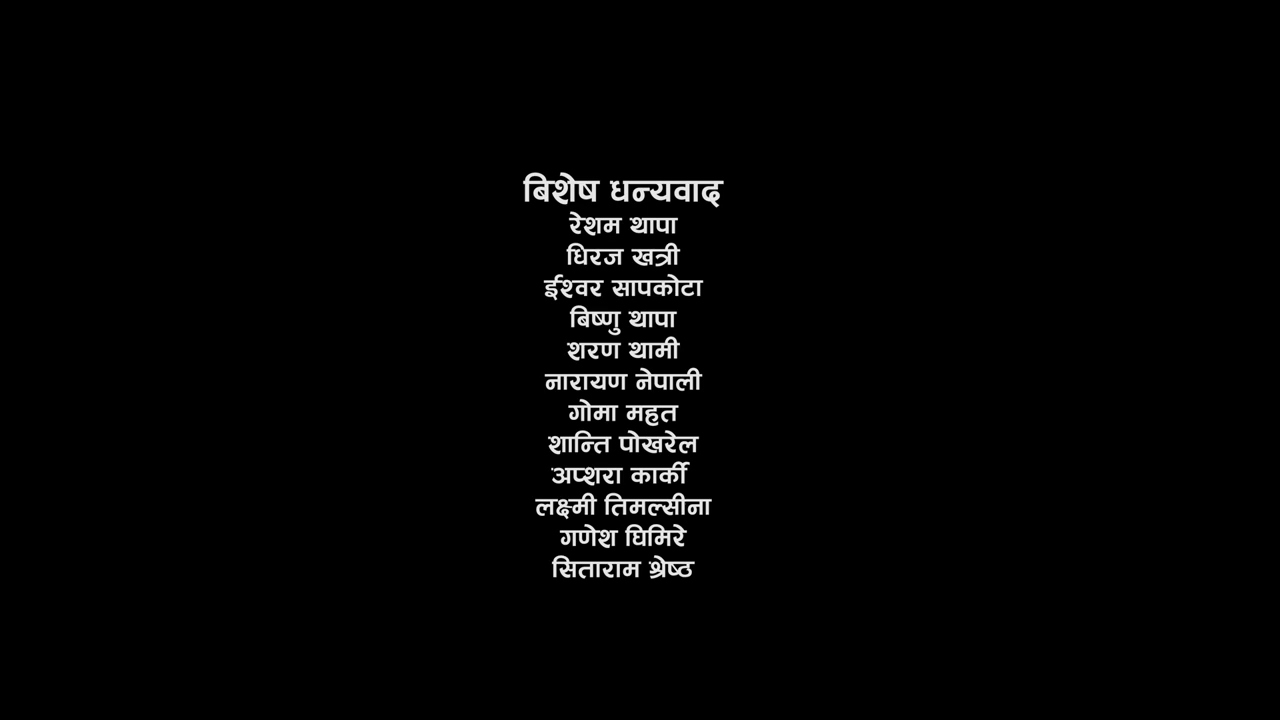 बिशेष धन्यवाद
रेशम थापा
धिरज खत्री
ईश्वर सापकोटा
बिष्णु थापा
शरण थामी
नारायण नेपाली
गोमा महत
शान्ति पोखरेल
अप्शरा कार्की
लक्ष्मी तिमल्सीना
गणेश घिमिरे
सिताराम श्रेष्ठ